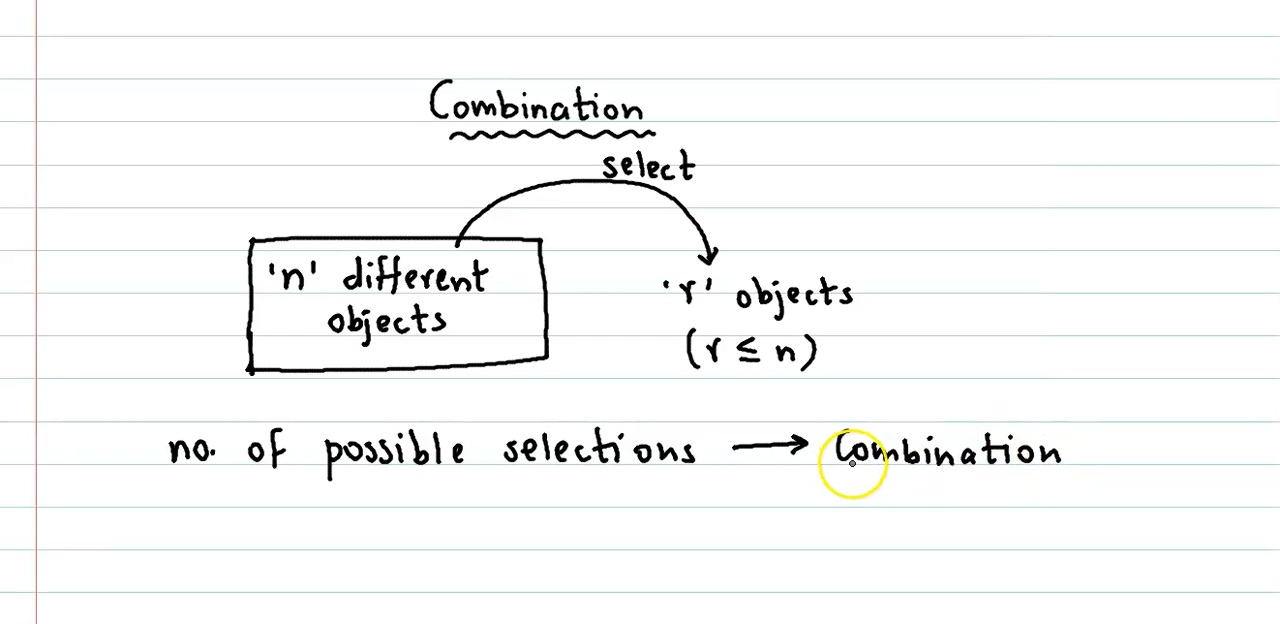 Combination
select
'n' different
objects
'r' objects
(r ≤ n)
no. of possible selections → Combination